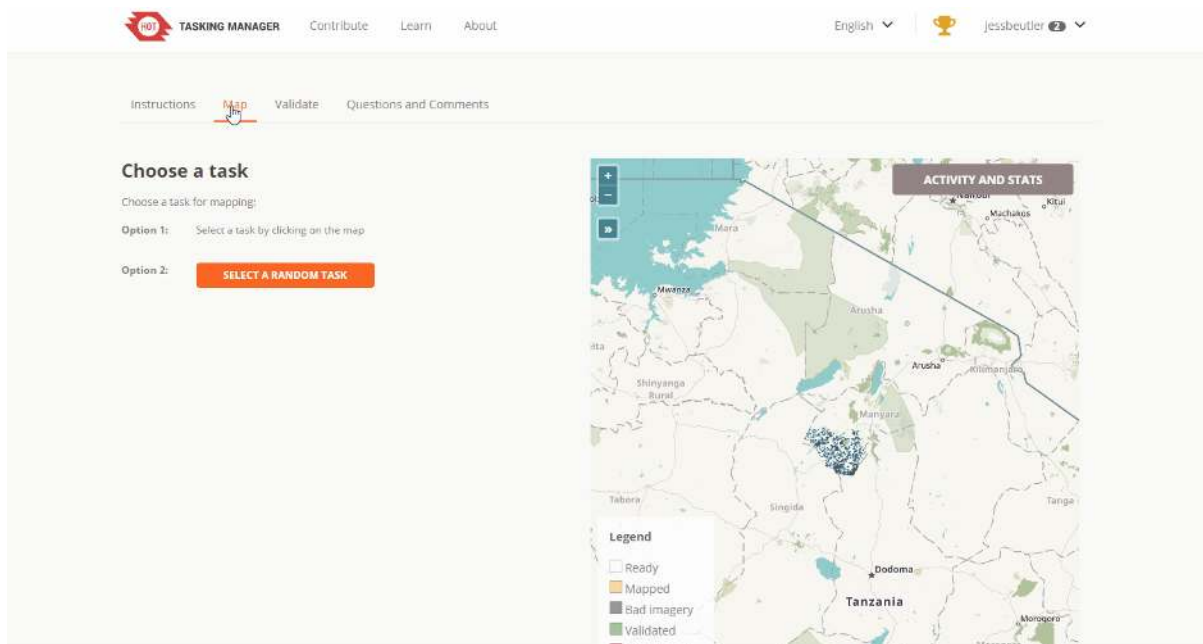 HOT TASKING MANAGER Contribute Learn About English jessbeutler 2
Instructions Map Validate Questions and Comments
Choose a task
Choose a task for mapping:
Option 1: Select a task by clicking on the map
Option 2: SELECT A RANDOM TASK
+
ACTIVITY AND STATS
-
Kitui
Machakos
»
Mara
Mwanza
Arusha
Arusha
Kilimanjaro
Shinyanga
Rural
Manyara
Tabora
Singida
Tanga
Legend
Ready
Dodoma
Mapped
Tanzania
Bad imagery
Morogoro
Validated